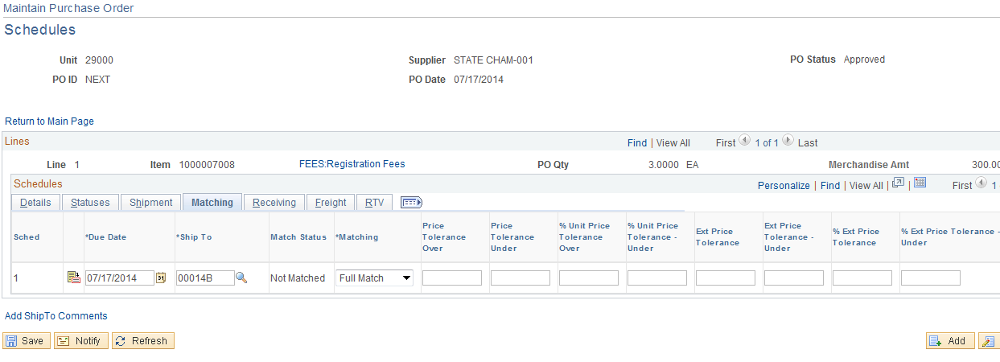 Maintain Purchase Order
Schedules
Unit 29000 Supplier STATE CHAM-001 PO Status Approved
PO ID NEXT PO Date 07/17/2014
Return to Main Page
Lines Find | View All First 1 of 1 Last
Line 1 Item 1000007008 FEES:Registration Fees PO Qty 3.0000 EA Merchandise Amt 300.00
Schedules Personalize | Find | View All | | First 1
Details Statuses Shipment Matching Receiving Freight RTV
Sched *Due Date *Ship To Match Status *Matching Price Tolerance Over Price Tolerance Under % Unit Price Tolerance Over % Unit Price Tolerance - Under Ext Price Tolerance Ext Price Tolerance - Under % Ext Price Tolerance % Ext Price Tolerance - Under
1 07/17/2014 31 00014B Not Matched Full Match
Add ShipTo Comments
Save Notify Refresh Add